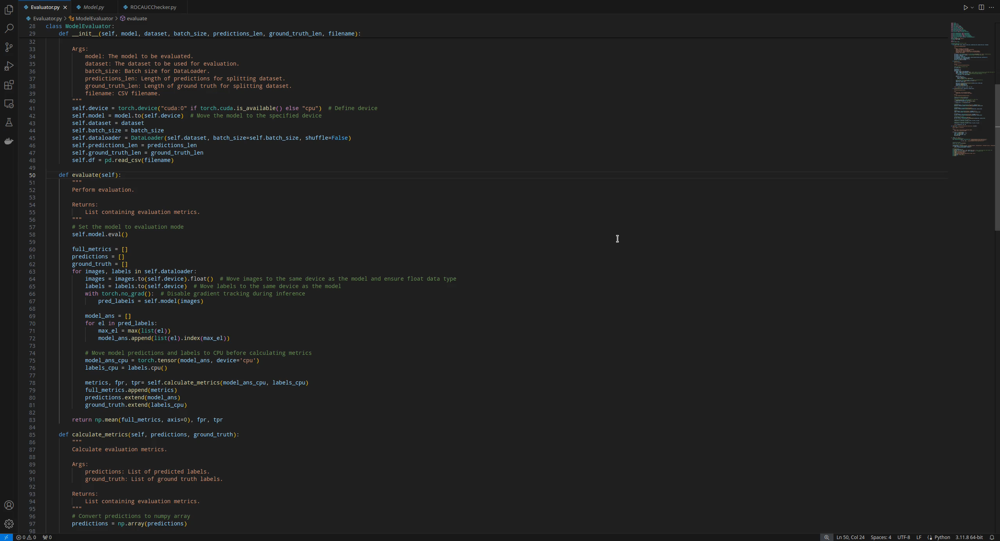 Evaluator.py
Model.py
ROCAUCChecker.py
Evaluator.py > ModelEvaluator > evaluate
28 class ModelEvaluator:
29     def __init__(self, model, dataset, batch_size, predictions_len, ground_truth_len, filename):
32
33         Args:
34             model: The model to be evaluated.
35             dataset: The dataset to be used for evaluation.
36             batch_size: Batch size for DataLoader.
37             predictions_len: Length of predictions for splitting dataset.
38             ground_truth_len: Length of ground truth for splitting dataset.
39             filename: CSV filename.
40         """
41         self.device = torch.device("cuda:0" if torch.cuda.is_available() else "cpu")  # Define device
42         self.model = model.to(self.device)  # Move the model to the specified device
43         self.dataset = dataset
44         self.batch_size = batch_size
45         self.dataloader = DataLoader(self.dataset, batch_size=self.batch_size, shuffle=False)
46         self.predictions_len = predictions_len
47         self.ground_truth_len = ground_truth_len
48         self.df = pd.read_csv(filename)
49
50     def evaluate(self):
51         """
52         Perform evaluation.
53
54         Returns:
55             List containing evaluation metrics.
56         """
57         # Set the model to evaluation mode
58         self.model.eval()
59
60         full_metrics = []
61         predictions = []
62         ground_truth = []
63         for images, labels in self.dataloader:
64             images = images.to(self.device).float()  # Move images to the same device as the model and ensure float data type
65             labels = labels.to(self.device)  # Move labels to the same device as the model
66             with torch.no_grad():  # Disable gradient tracking during inference
67                 pred_labels = self.model(images)
68
69             model_ans = []
70             for el in pred_labels:
71                 max_el = max(list(el))
72                 model_ans.append(list(el).index(max_el))
73
74             # Move model predictions and labels to CPU before calculating metrics
75             model_ans_cpu = torch.tensor(model_ans, device='cpu')
76             labels_cpu = labels.cpu()
77
78             metrics, fpr, tpr= self.calculate_metrics(model_ans_cpu, labels_cpu)
79             full_metrics.append(metrics)
80             predictions.extend(model_ans)
81             ground_truth.extend(labels_cpu)
82
83         return np.mean(full_metrics, axis=0), fpr, tpr
84
85     def calculate_metrics(self, predictions, ground_truth):
86         """
87         Calculate evaluation metrics.
88
89         Args:
90             predictions: List of predicted labels.
91             ground_truth: List of ground truth labels.
92
93         Returns:
94             List containing evaluation metrics.
95         """
96         # Convert predictions to numpy array
97         predictions = np.array(predictions)
98
0 0 0 Ln 50, Col 24 Spaces: 4 UTF-8 LF Python 3.11.8 64-bit